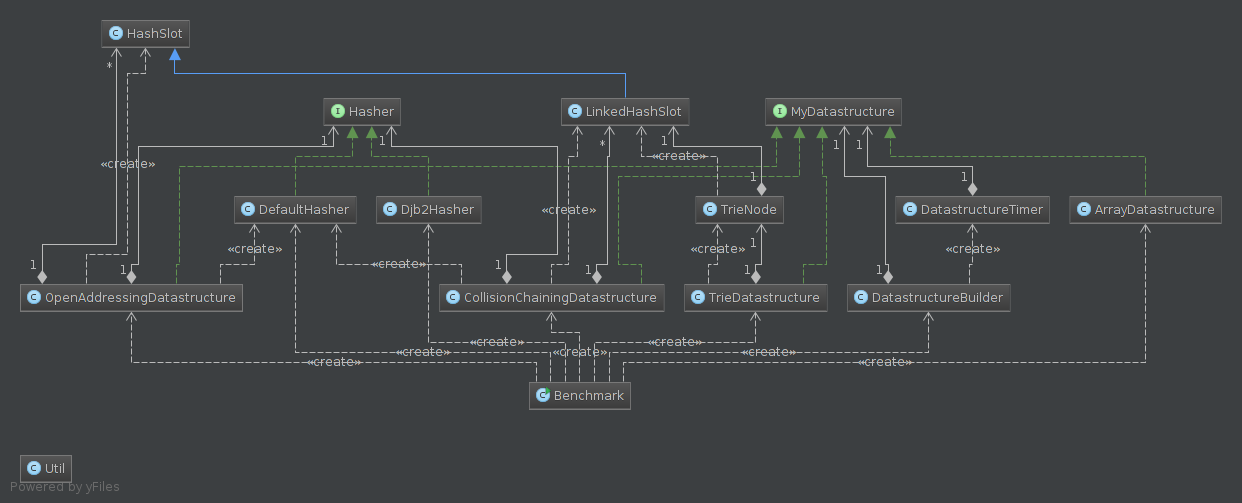 C HashSlot
*
I Hasher
C LinkedHashSlot
I MyDatastructure
1
1
1
1
1
*
«create»
«create»
1
1
C DefaultHasher
C Djb2Hasher
«create»
C TrieNode
C DatastructureTimer
C ArrayDatastructure
«create»
«create»
1
«create»
1
1
«create»
1
1
1
1
C OpenAddressingDatastructure
C CollisionChainingDatastructure
C TrieDatastructure
C DatastructureBuilder
«create»
«create»
«create»
«create»
«create»
«create»
«create»
C Benchmark
C Util
Powered by yFiles